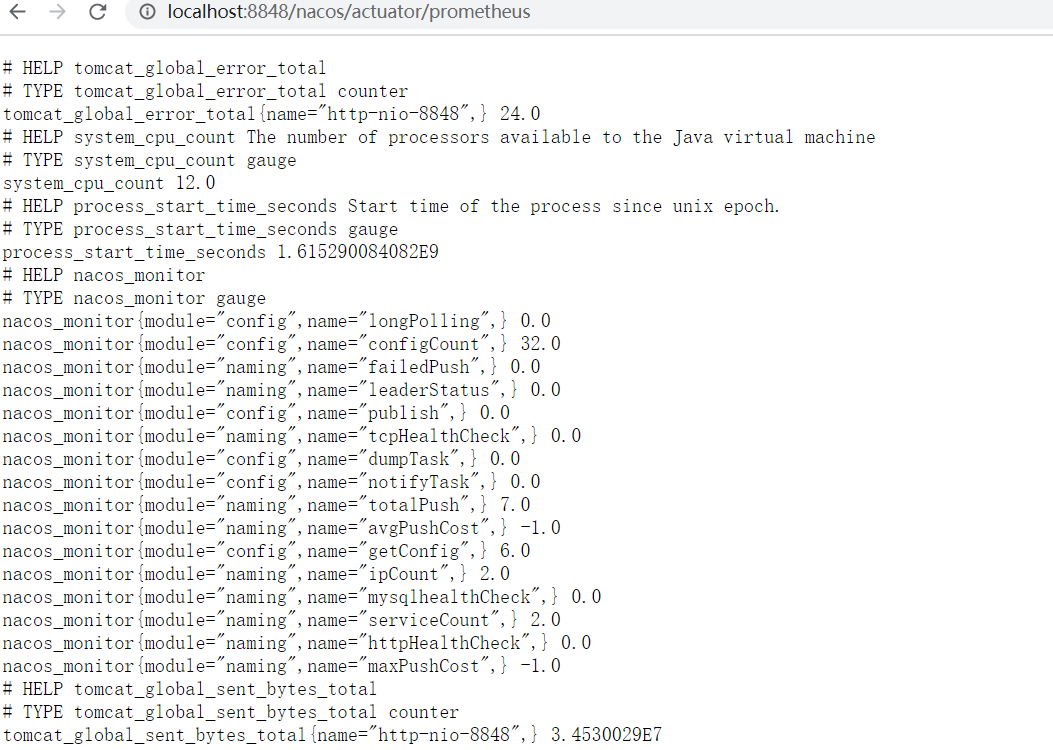 localhost:8848/nacos/actuator/prometheus
# HELP tomcat_global_error_total
# TYPE tomcat_global_error_total counter
tomcat_global_error_total{name="http-nio-8848",} 24.0
# HELP system_cpu_count The number of processors available to the Java virtual machine
# TYPE system_cpu_count gauge
system_cpu_count 12.0
# HELP process_start_time_seconds Start time of the process since unix epoch.
# TYPE process_start_time_seconds gauge
process_start_time_seconds 1.615290084082E9
# HELP nacos_monitor
# TYPE nacos_monitor gauge
nacos_monitor{module="config",name="longPolling",} 0.0
nacos_monitor{module="config",name="configCount",} 32.0
nacos_monitor{module="naming",name="failedPush",} 0.0
nacos_monitor{module="naming",name="leaderStatus",} 0.0
nacos_monitor{module="config",name="publish",} 0.0
nacos_monitor{module="naming",name="tcpHealthCheck",} 0.0
nacos_monitor{module="config",name="dumpTask",} 0.0
nacos_monitor{module="config",name="notifyTask",} 0.0
nacos_monitor{module="naming",name="totalPush",} 7.0
nacos_monitor{module="naming",name="avgPushCost",} -1.0
nacos_monitor{module="config",name="getConfig",} 6.0
nacos_monitor{module="naming",name="ipCount",} 2.0
nacos_monitor{module="naming",name="mysqlhealthCheck",} 0.0
nacos_monitor{module="naming",name="serviceCount",} 2.0
nacos_monitor{module="naming",name="httpHealthCheck",} 0.0
nacos_monitor{module="naming",name="maxPushCost",} -1.0
# HELP tomcat_global_sent_bytes_total
# TYPE tomcat_global_sent_bytes_total counter
tomcat_global_sent_bytes_total{name="http-nio-8848",} 3.4530029E7